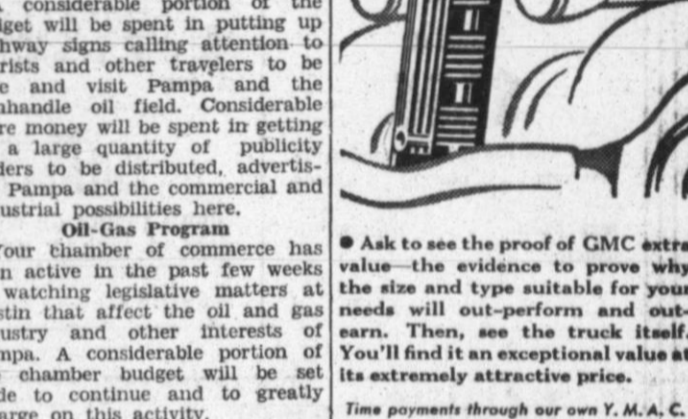 considerable portion of the
dget will be spent in putting up
hway signs calling attention to
rists and other travelers to be
e and visit Pampa and the
nhandle oil field. Considerable
re money will be spent in getting
a large quantity of publicity
ders to be distributed, advertis-
Pampa and the commercial and
ustrial possibilities here.
Oil-Gas Program
Your chamber of commerce has
n active in the past few weeks
watching legislative matters at
stin that affect the oil and gas
ustry and other interests of
mpa. A considerable portion of
chamber budget will be set
de to continue and to greatly
arge on this activity.
● Ask to see the proof of GMC extra
value—the evidence to prove why
the size and type suitable for your
needs will out-perform and out-
earn. Then, see the truck itself.
You'll find it an exceptional value at
its extremely attractive price.
Time payments through our own Y. M. A. C.